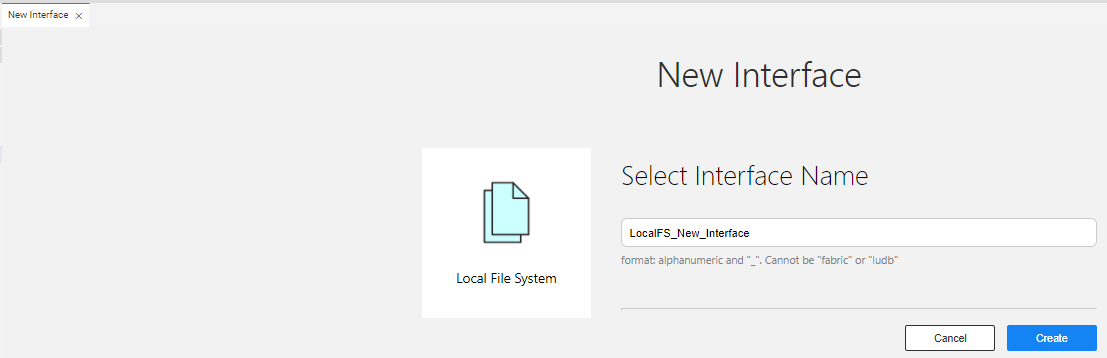 New Interface
New Interface
Select Interface Name
LocalFS_New_Interface
format: alphanumeric and "_". Cannot be "fabric" or "ludb"
Local File System
Cancel
Create